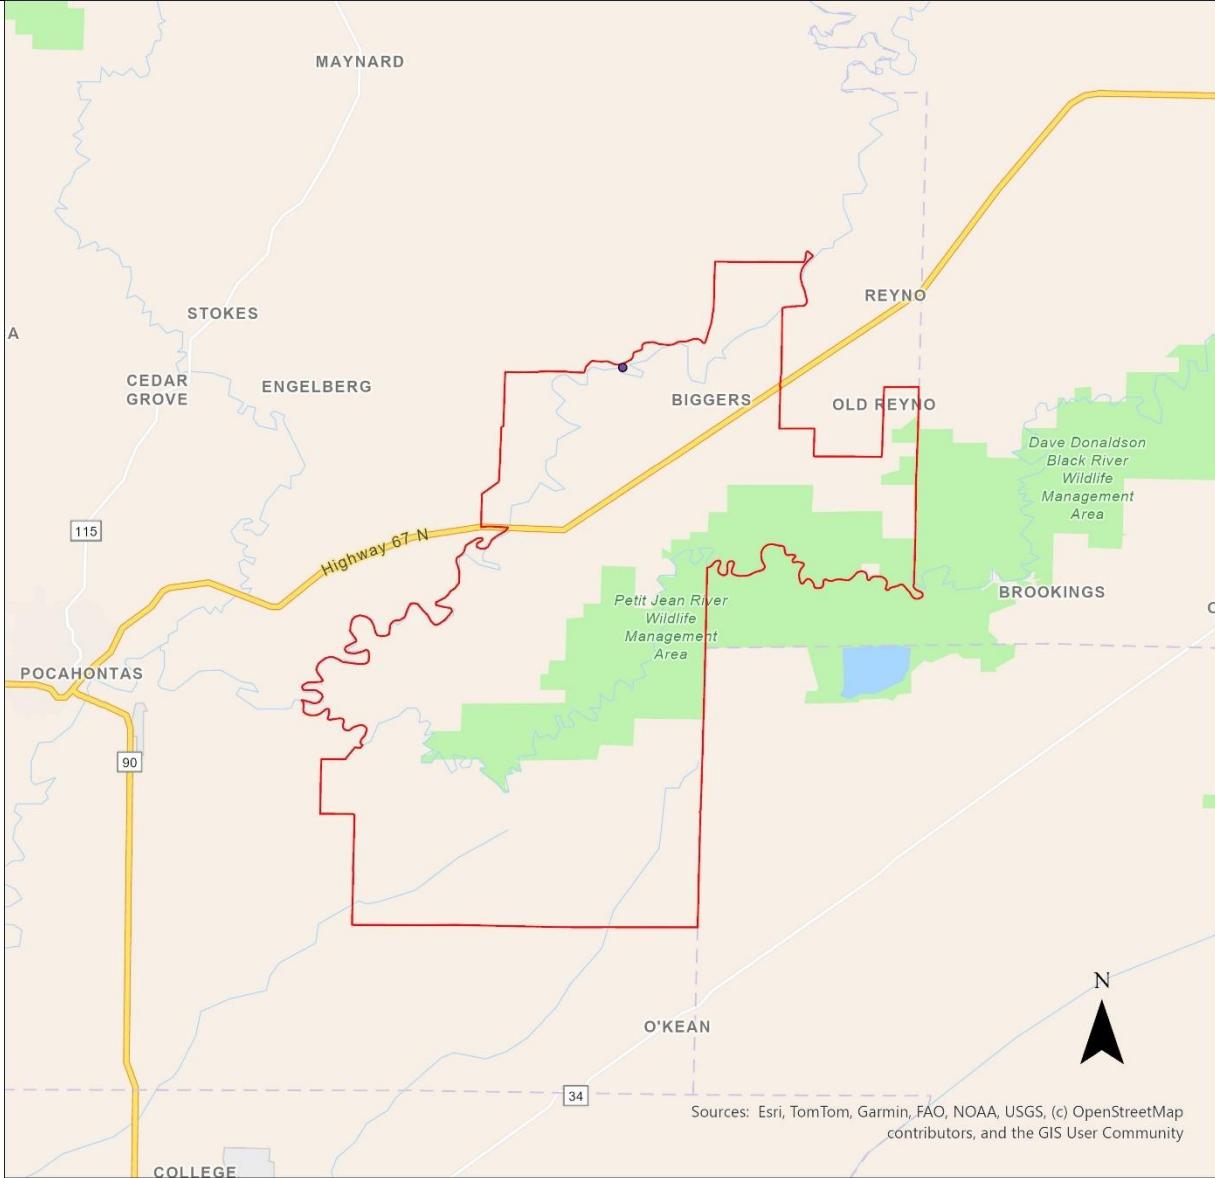 MAYNARD
REYNO
STOKES
A
CEDAR
GROVE
ENGELBERG
BIGGERS
OLD REYNO
Dave Donaldson
Black River
Wildlife
Management
Area
115
Highway 67 N
BROOKINGS
Petit Jean River
Wildlife
Management
Area
POCAHONTAS
90
N
O'KEAN
34
Sources: Esri, TomTom, Garmin, FAO, NOAA, USGS, (c) OpenStreetMap
contributors, and the GIS User Community
COLLEGE